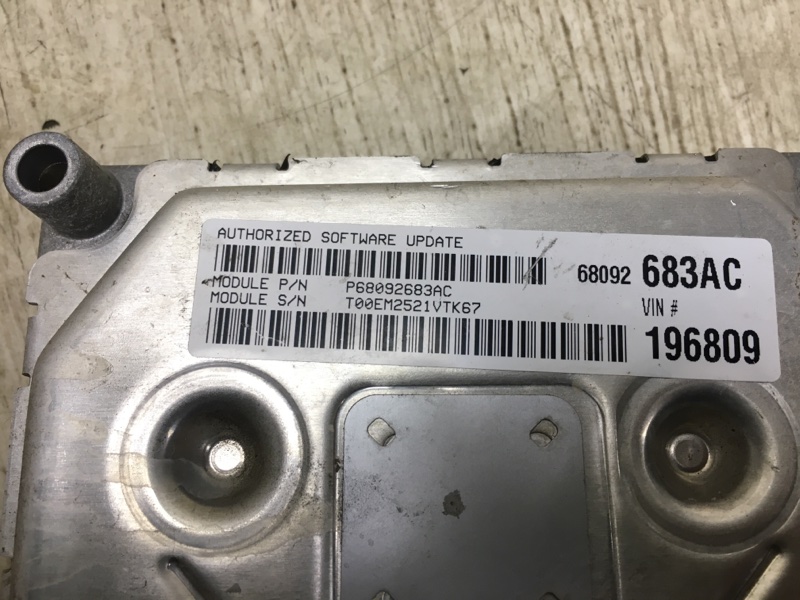 AUTHORIZED SOFTWARE UPDATE
68092 683AC
MODULE P/N P68092683AC
MODULE S/N T00EM2521VTK67
VIN #
196809